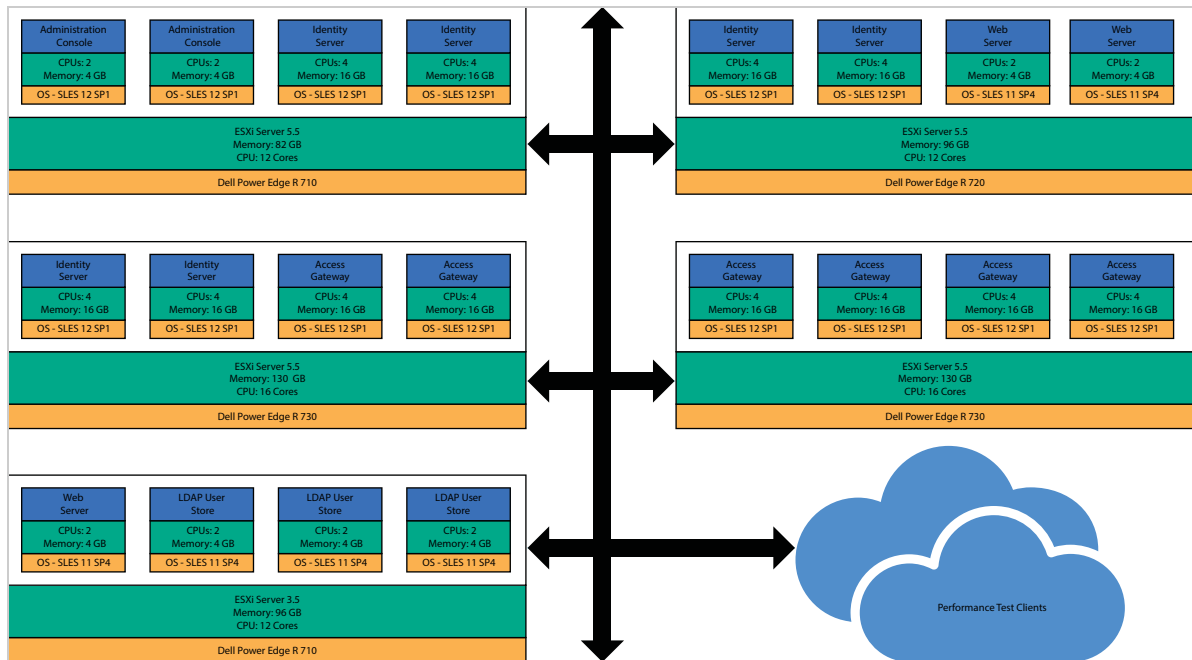 Administration
Console
CPUs: 2
Memory: 4 GB
OS - SLES 12 SP1
Administration
Console
CPUs: 2
Memory: 4 GB
OS - SLES 12 SP1
Identity
Server
CPUs: 4
Memory: 16 GB
OS - SLES 12 SP1
Identity
Server
CPUs: 4
Memory: 16 GB
OS - SLES 12 SP1
ESXi Server 5.5
Memory: 82 GB
CPU: 12 Cores
Dell Power Edge R 710
Identity
Server
CPUs: 4
Memory: 16 GB
OS - SLES 12 SP1
Identity
Server
CPUs: 4
Memory: 16 GB
OS - SLES 12 SP1
Web
Server
CPUs: 2
Memory: 4 GB
OS - SLES 11 SP4
Web
Server
CPUs: 2
Memory: 4 GB
OS - SLES 11 SP4
ESXi Server 5.5
Memory: 96 GB
CPU: 12 Cores
Dell Power Edge R 720
Identity
Server
CPUs: 4
Memory: 16 GB
OS - SLES 12 SP1
Identity
Server
CPUs: 4
Memory: 16 GB
OS - SLES 12 SP1
Access
Gateway
CPUs: 4
Memory: 16 GB
OS - SLES 12 SP1
Access
Gateway
CPUs: 4
Memory: 16 GB
OS - SLES 12 SP1
ESXi Server 5.5
Memory: 130 GB
CPU: 16 Cores
Dell Power Edge R 730
Access
Gateway
CPUs: 4
Memory: 16 GB
OS - SLES 12 SP1
Access
Gateway
CPUs: 4
Memory: 16 GB
OS - SLES 12 SP1
Access
Gateway
CPUs: 4
Memory: 16 GB
OS - SLES 12 SP1
Access
Gateway
CPUs: 4
Memory: 16 GB
OS - SLES 12 SP1
ESXi Server 5.5
Memory: 130 GB
CPU: 16 Cores
Dell Power Edge R 730
Web
Server
CPUs: 2
Memory: 4 GB
OS - SLES 11 SP4
LDAP User
Store
CPUs: 2
Memory: 4 GB
OS - SLES 11 SP4
LDAP User
Store
CPUs: 2
Memory: 4 GB
OS - SLES 11 SP4
LDAP User
Store
CPUs: 2
Memory: 4 GB
OS - SLES 11 SP4
ESXi Server 3.5
Memory: 96 GB
CPU: 12 Cores
Dell Power Edge R 710
Performance Test Clients